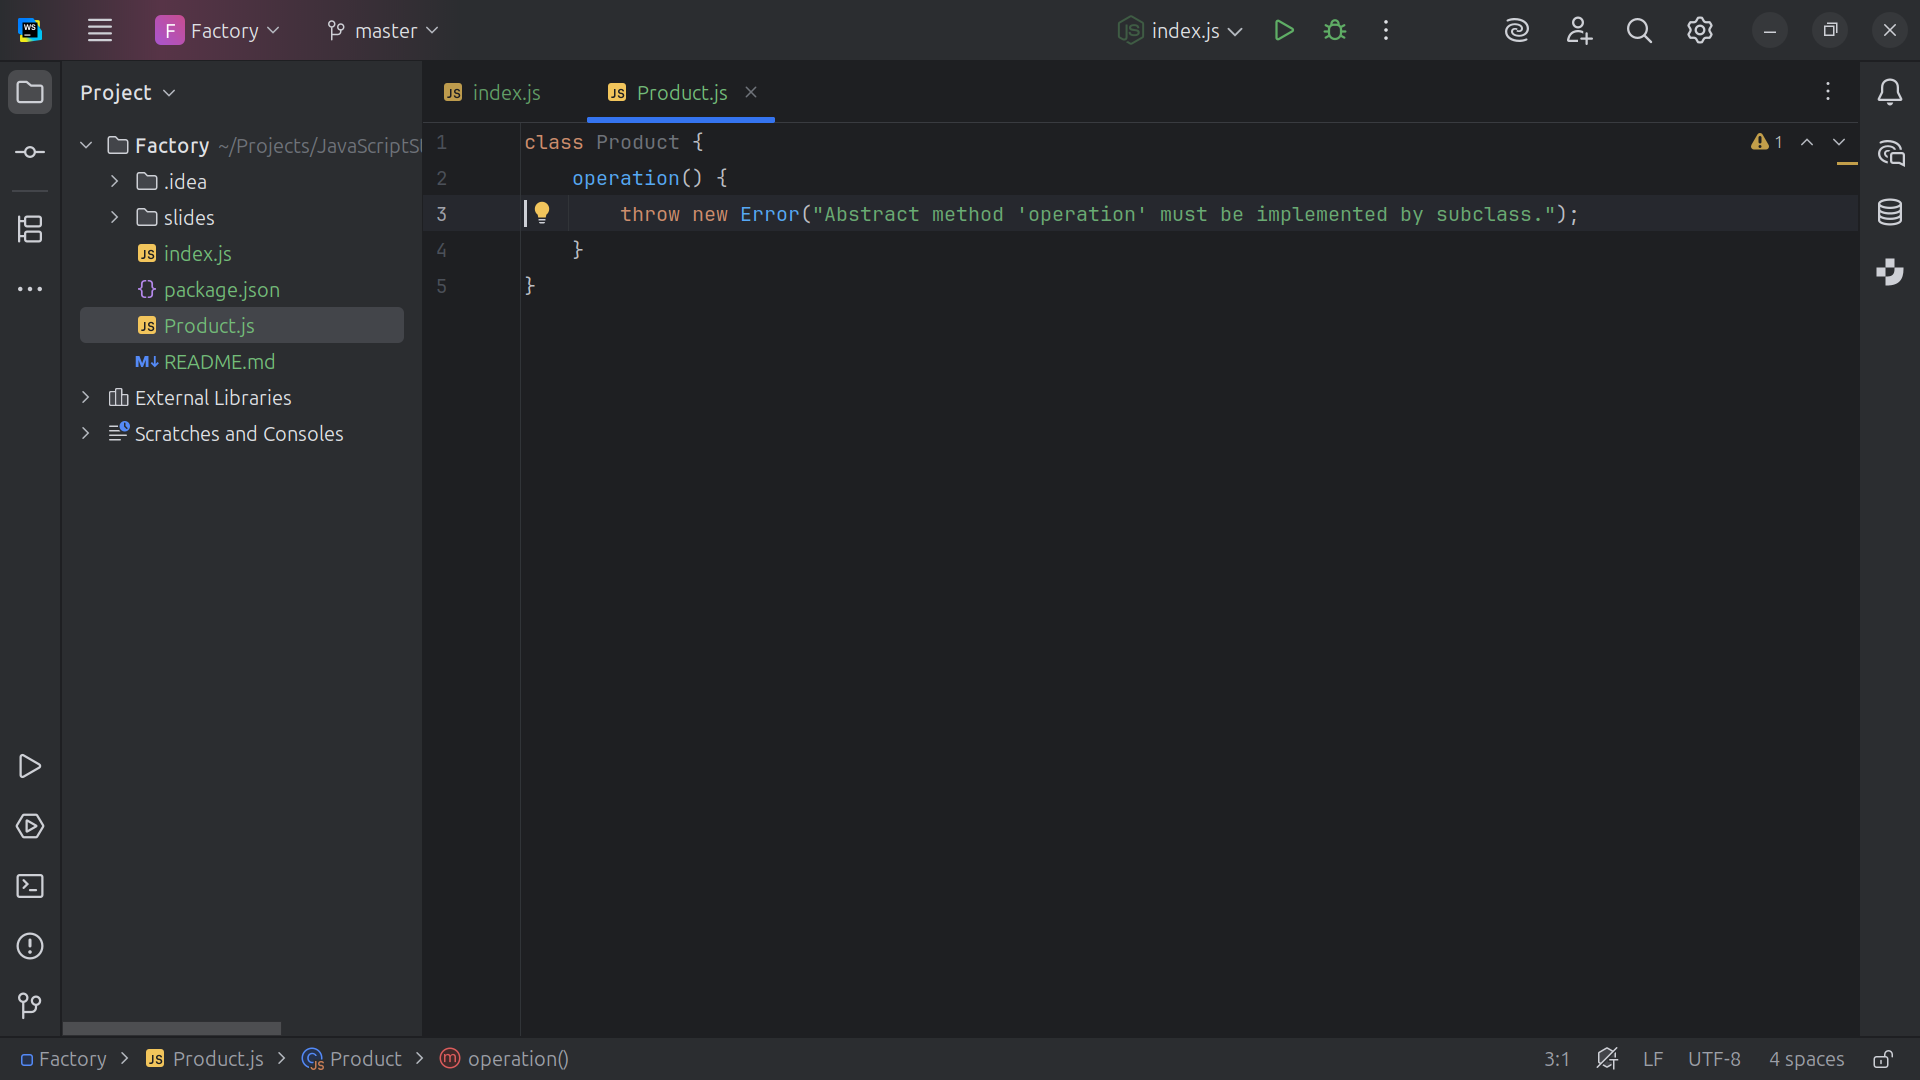 WS
F Factory
master
index.js
Project
index.js
Product.js
1
Factory ~/Projects/JavaScriptSt
.idea
slides
index.js
package.json
Product.js
README.md
External Libraries
Scratches and Consoles
1 class Product {
2 operation() {
3 throw new Error("Abstract method 'operation' must be implemented by subclass.");
4 }
5 }
Factory
Product.js
Product
operation()
3:1
LF
UTF-8
4 spaces